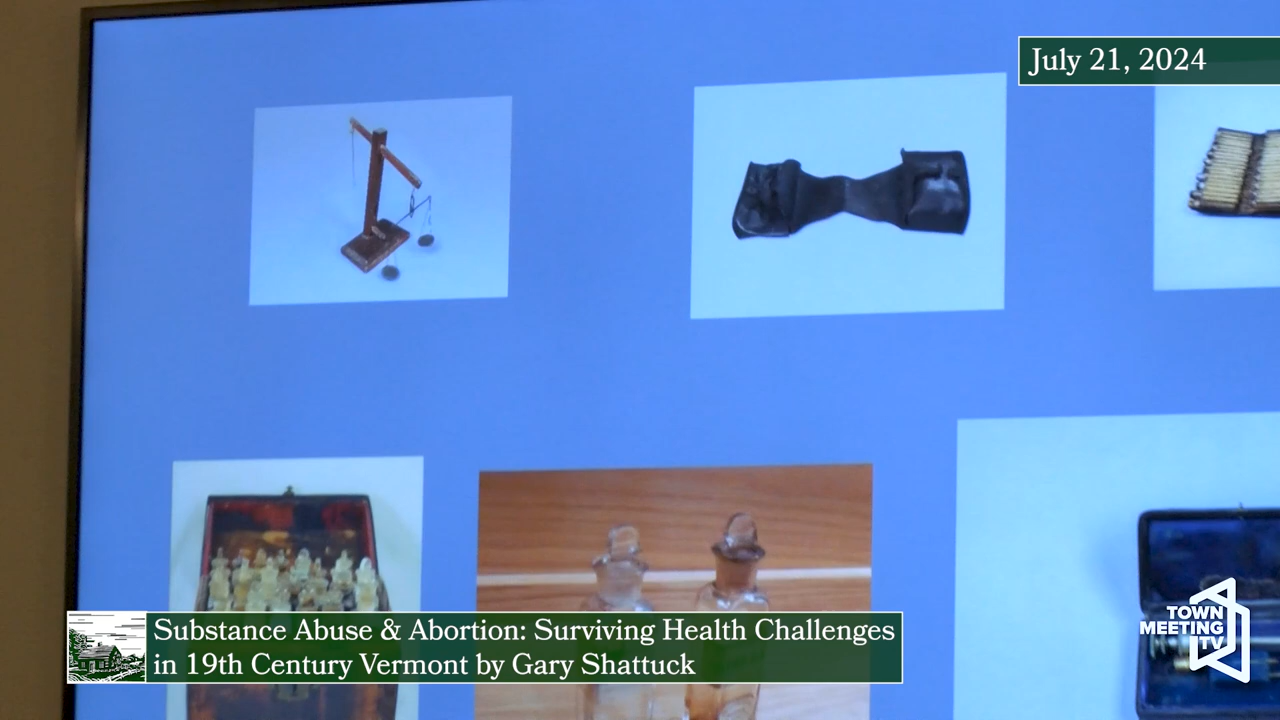 July 21, 2024
Substance Abuse & Abortion: Surviving Health Challenges
in 19th Century Vermont by Gary Shattuck
TOWN
MEETING
TV